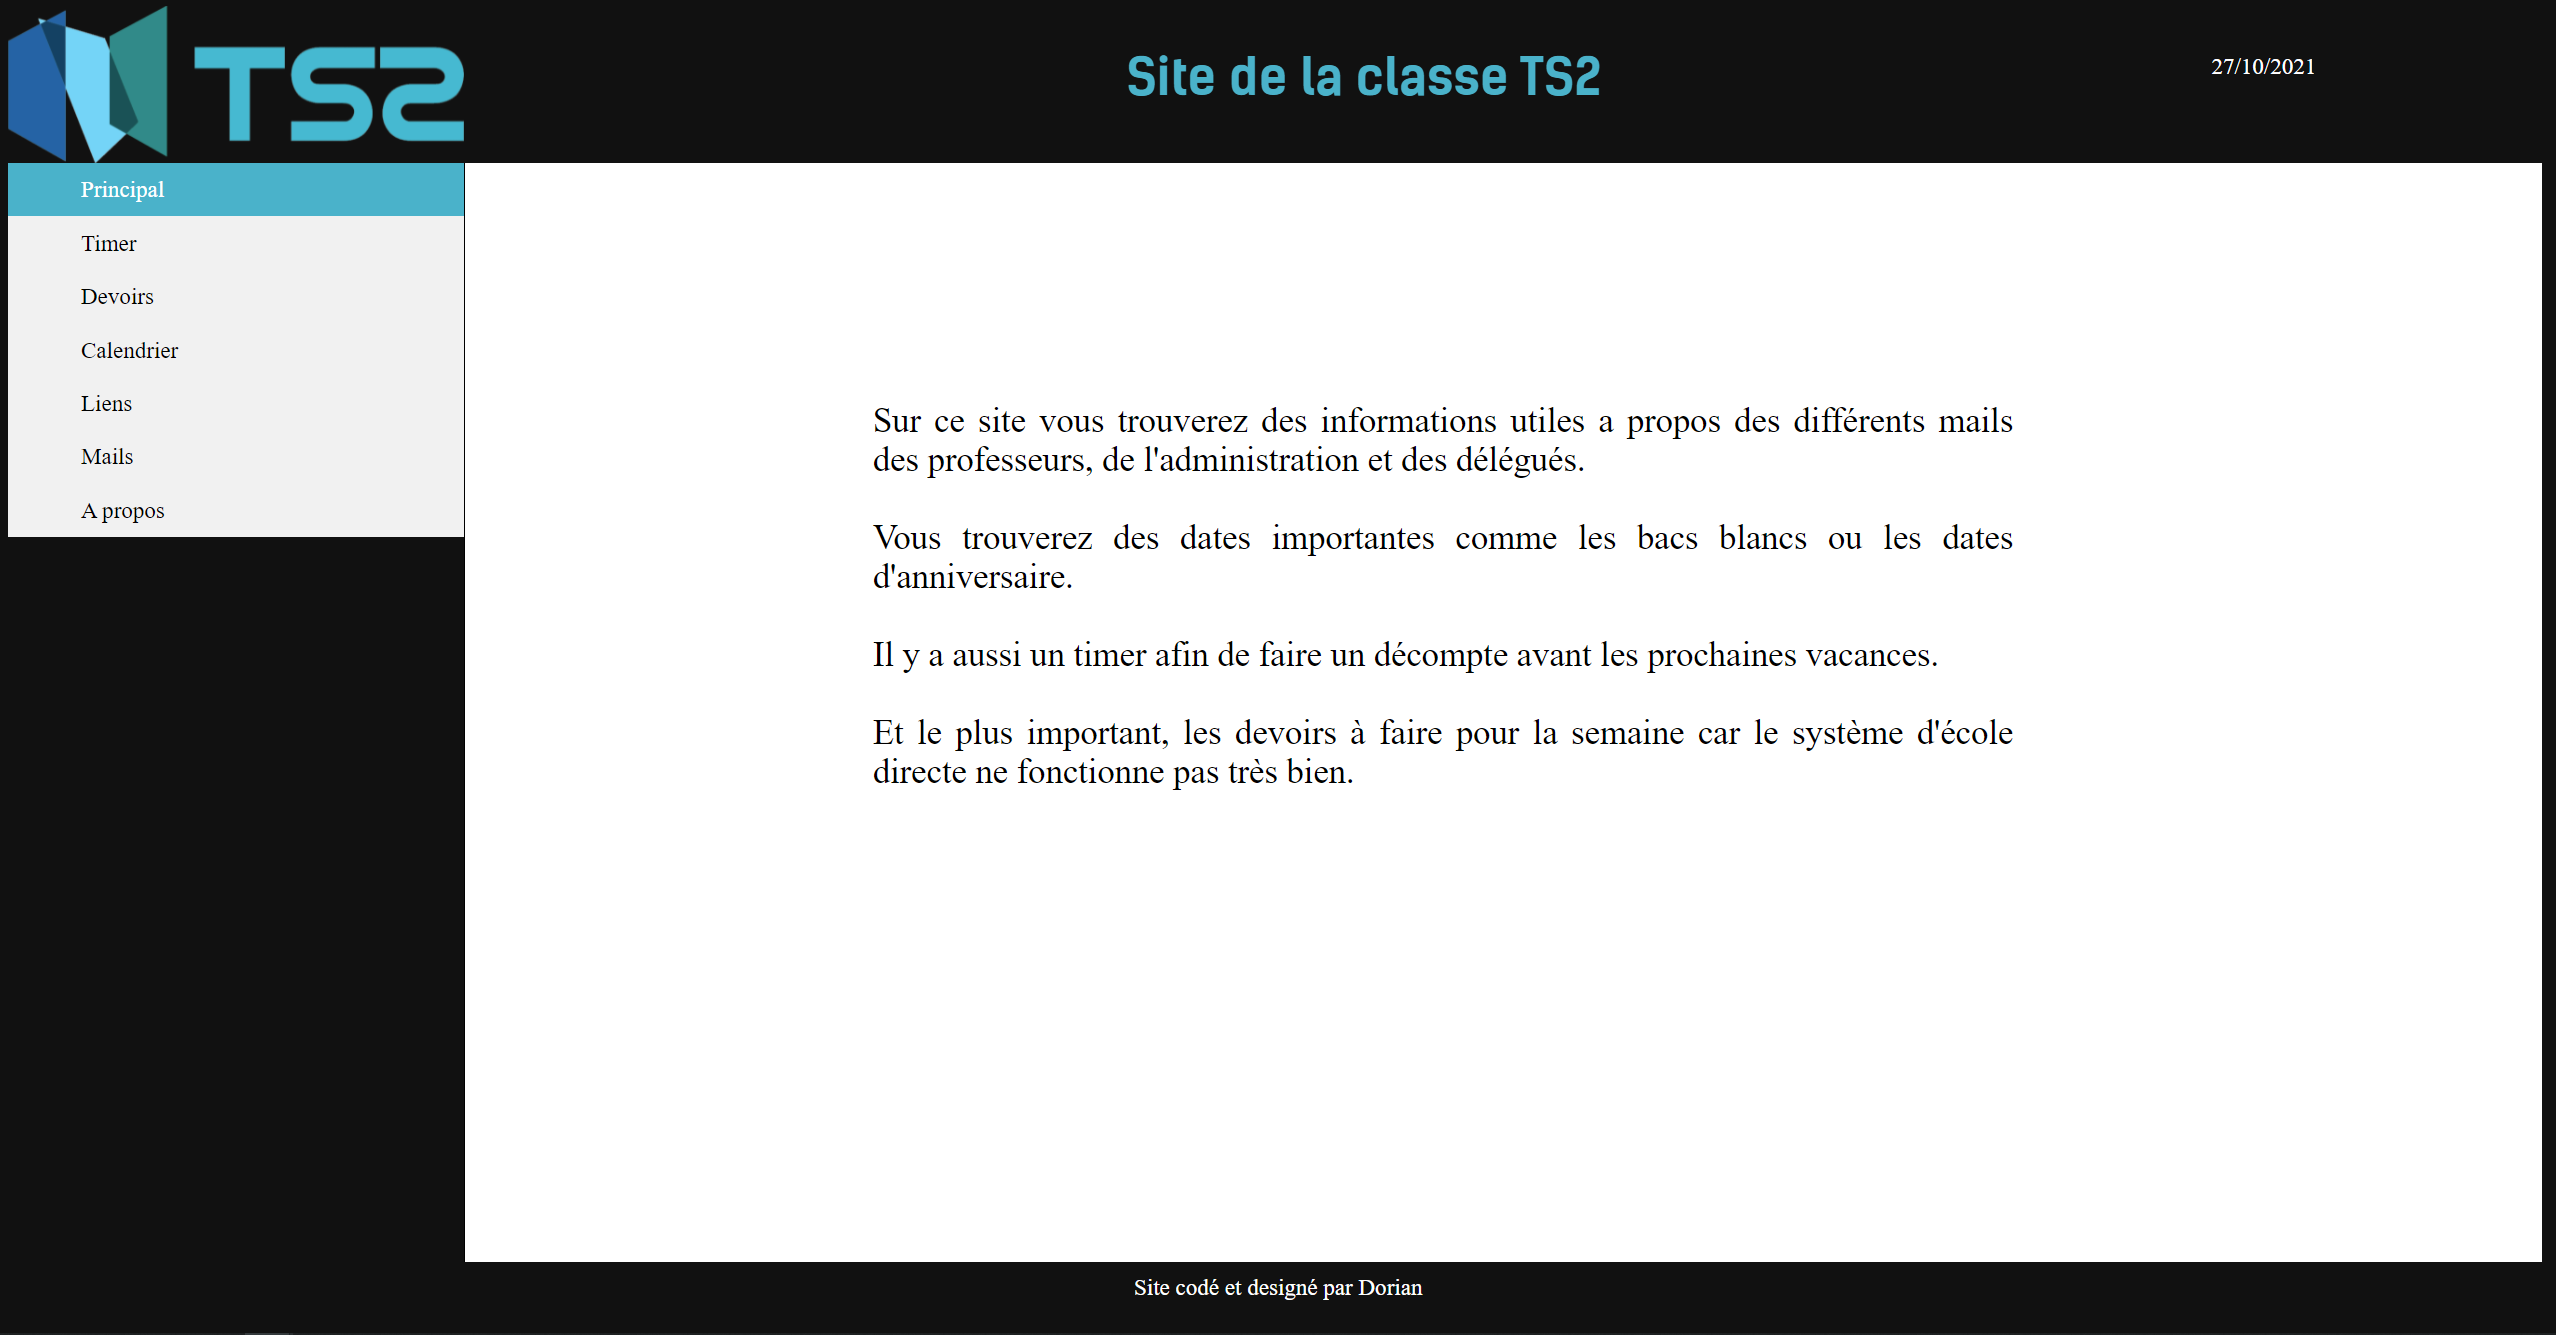 TS2
Site de la classe TS2
27/10/2021
Principal
Timer
Devoirs
Calendrier
Liens
Mails
A propos
Sur ce site vous trouverez des informations utiles a propos des différents mails
des professeurs, de l'administration et des délégués.
Vous trouverez des dates importantes comme les bacs blancs ou les dates
d'anniversaire.
Il y a aussi un timer afin de faire un décompte avant les prochaines vacances.
Et le plus important, les devoirs à faire pour la semaine car le système d'école
directe ne fonctionne pas très bien.
Site codé et designé par Dorian